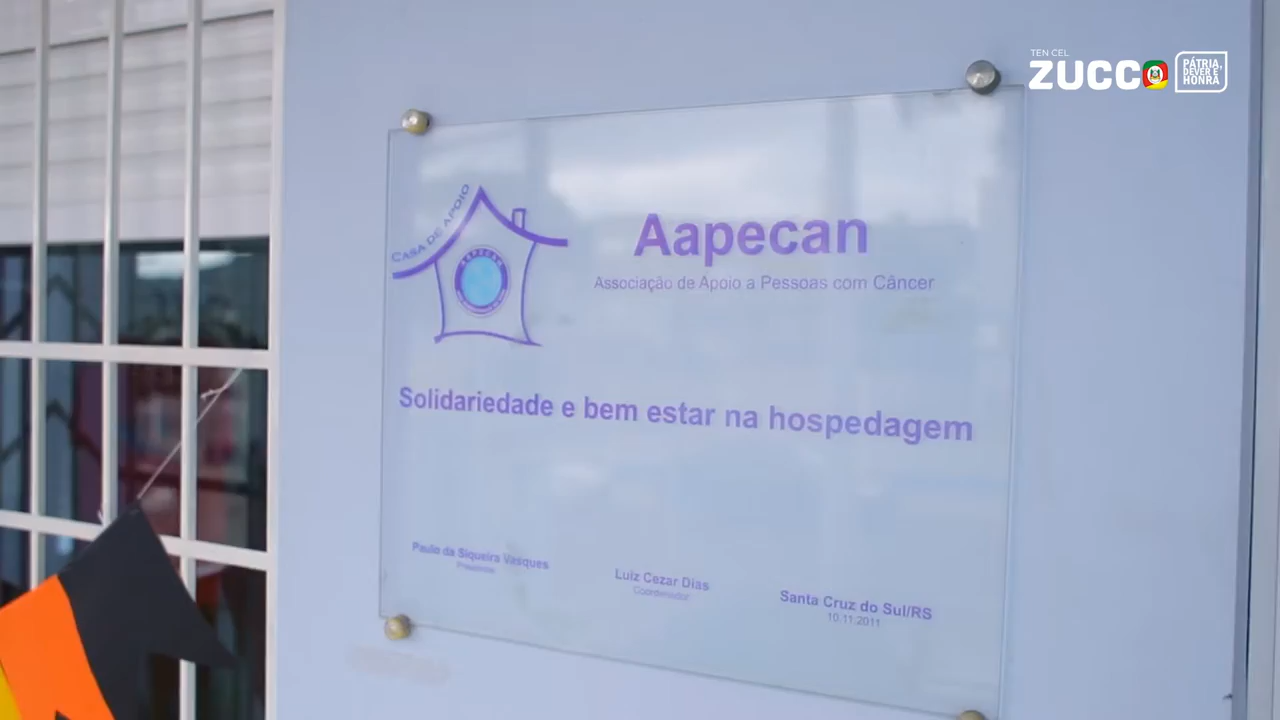 TEN CEL
ZUCCO
PÁTRIA,
DEVER E
HONRA
CASA DE APOIO
AAPECAN
Aapecan
Associação de Apoio a Pessoas com Câncer
Solidariedade e bem estar na hospedagem
Paulo da Siqueira Vasques
Presidente
Luiz Cezar Dias
Coordenador
Santa Cruz do Sul/RS
10.11.2011